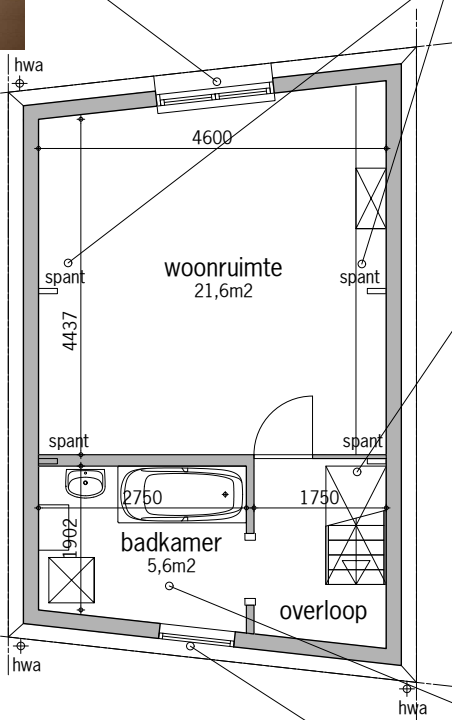 hwa
4600
woonruimte
21,6m2
spant
spant
4437
spant
spant
2750
1750
1902
badkamer
5,6m2
overloop
hwa
hwa